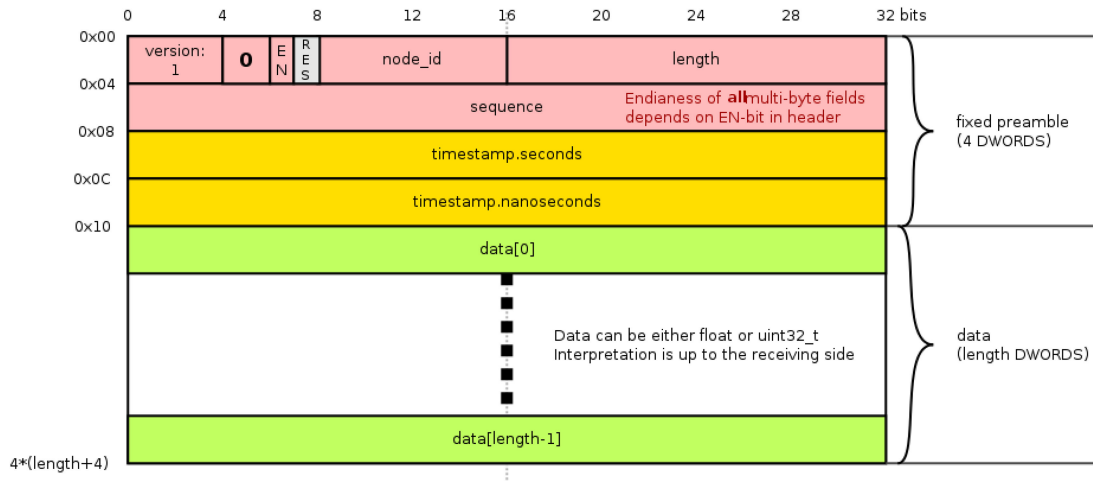 0 4 8 12 16 20 24 28 32 bits
0x00
version:
1
0
E
N
R
E
S
node_id
length
0x04
sequence
Endianess of all multi-byte fields
depends on EN-bit in header
0x08
timestamp.seconds
fixed preamble
(4 DWORDS)
0x0C
timestamp.nanoseconds
0x10
data[0]
Data can be either float or uint32_t
Interpretation is up to the receiving side
data
(length DWORDS)
data[length-1]
4*(length+4)